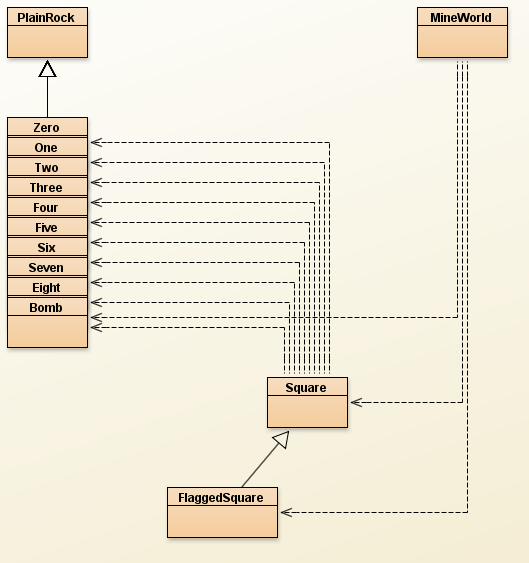 PlainRock
MineWorld
Zero
One
Two
Three
Four
Five
Six
Seven
Eight
Bomb
Square
FlaggedSquare